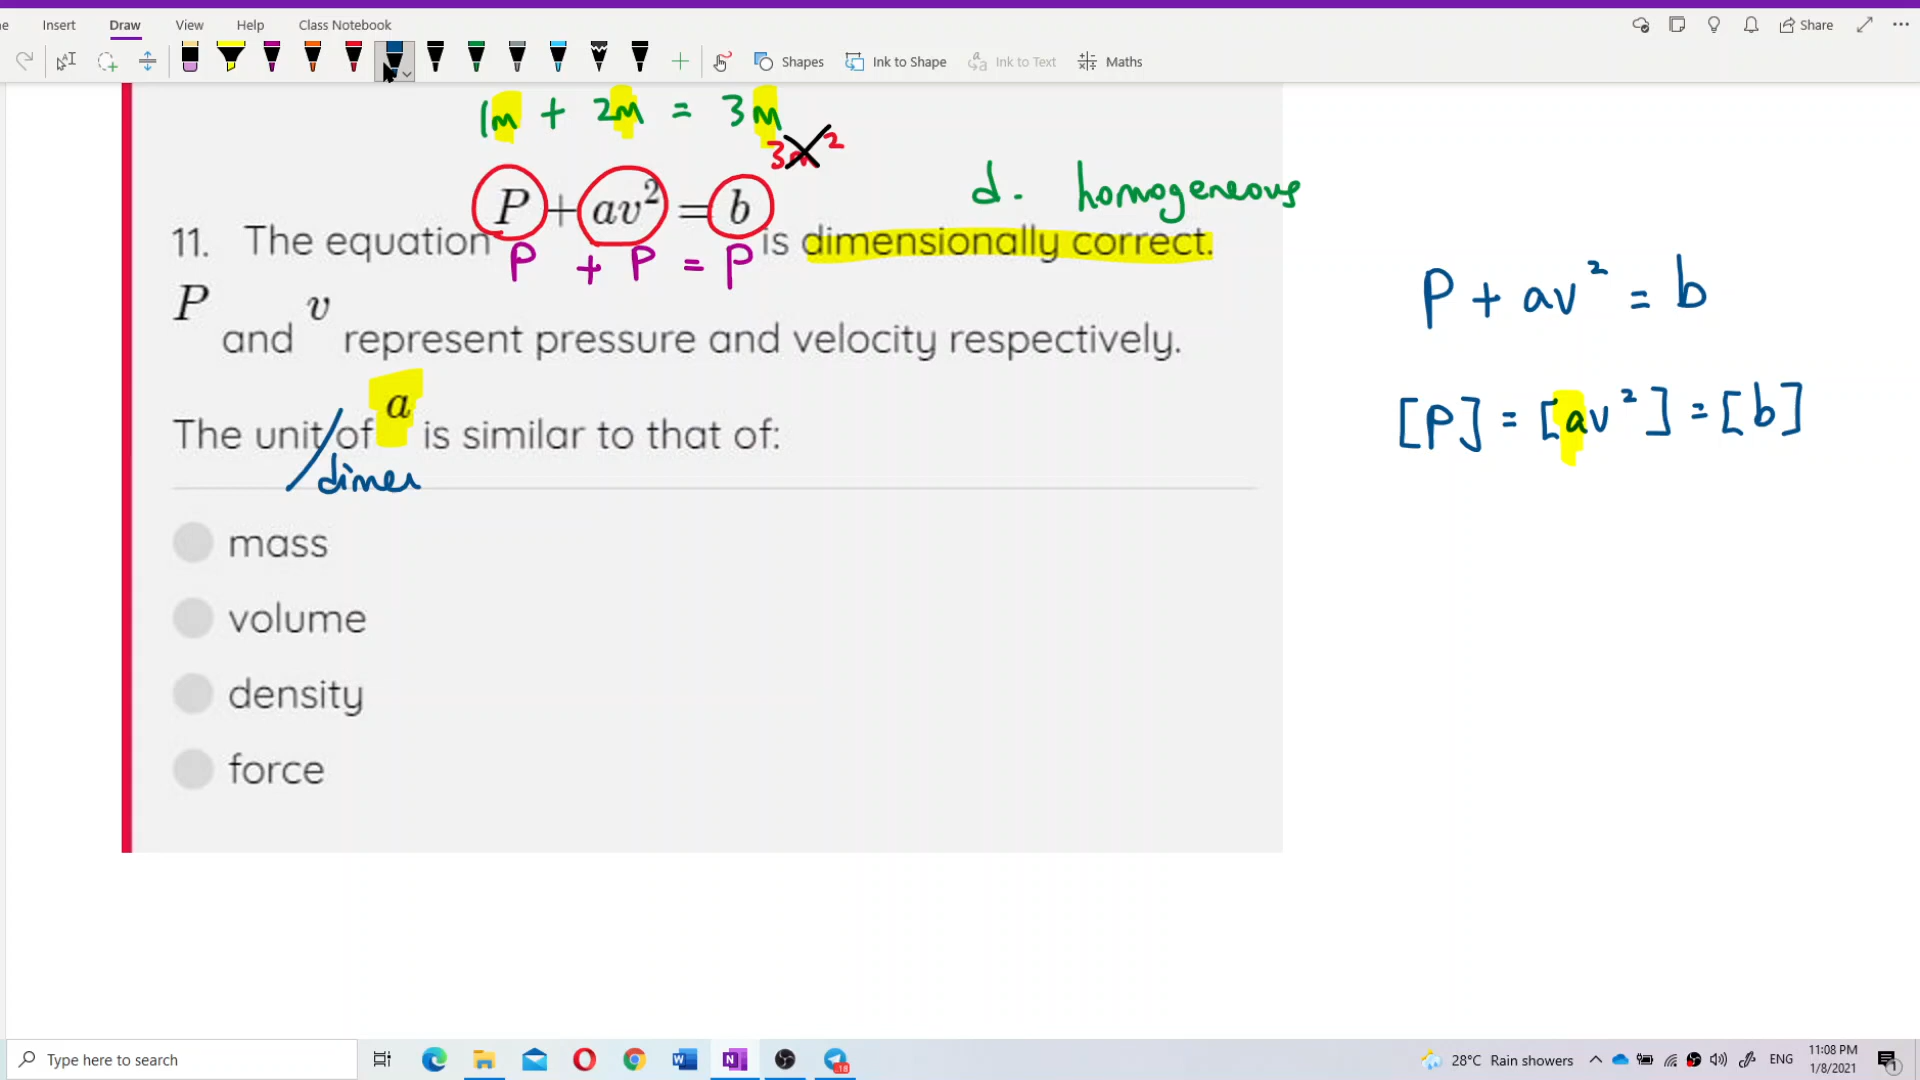 Insert Draw View Help Class Notebook Share
Shapes Ink to Shape Ink to Text Maths
1m + 2m = 3m
3m²
P + av² = b
d. homogeneous
11. The equation is dimensionally correct.
P + P = P
P + av² = b
P v
and represent pressure and velocity respectively.
[P] = [av²] = [b]
a
The unit/of is similar to that of:
dimen
mass
volume
density
force
Type here to search
28°C Rain showers
ENG
11:08 PM
1/8/2021